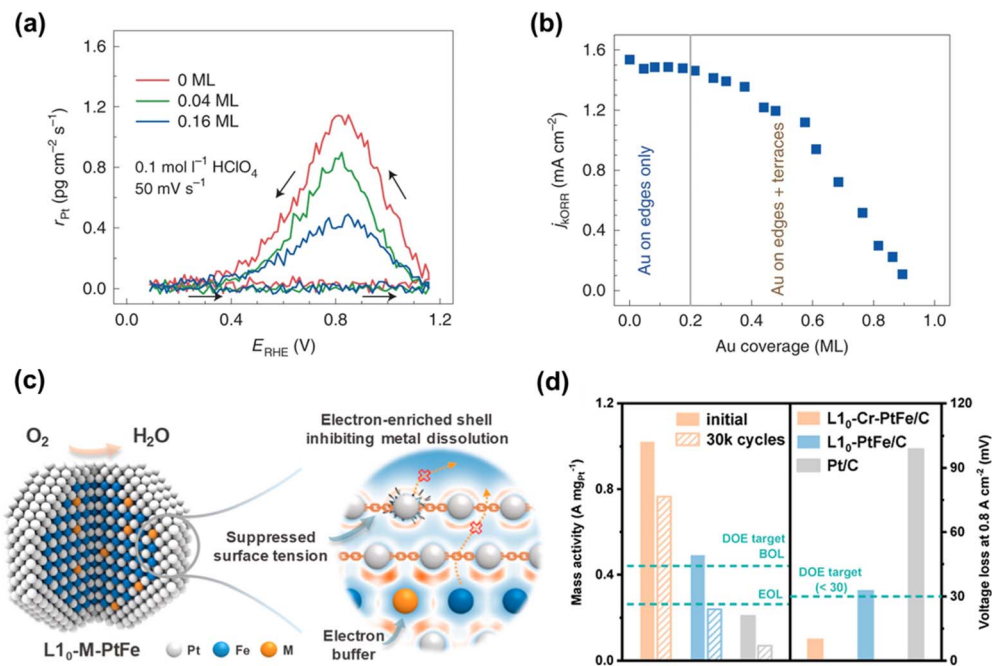 (a)
1.6
1.2
0.8
0.4
0.0
r_Pt (pg cm⁻² s⁻¹)
0 ML
0.04 ML
0.16 ML
0.1 mol l⁻¹ HClO₄
50 mV s⁻¹
0.0 0.4 0.8 1.2
E_RHE (V)
(b)
1.6
1.2
0.8
0.4
0.0
j_kORR (mA cm⁻²)
Au on edges only
Au on edges + terraces
0.0 0.2 0.4 0.6 0.8 1.0
Au coverage (ML)
(c)
O₂ H₂O
Electron-enriched shell
inhibiting metal dissolution
Suppressed
surface tension
Electron
buffer
L1₀-M-PtFe
Pt Fe M
(d)
1.2
0.8
0.4
0.0
Mass activity (A mg_Pt⁻¹)
initial
30k cycles
DOE target
BOL
EOL
L1₀-Cr-PtFe/C
L1₀-PtFe/C
Pt/C
DOE target
(< 30)
120
90
60
30
0
Voltage loss at 0.8 A cm⁻² (mV)